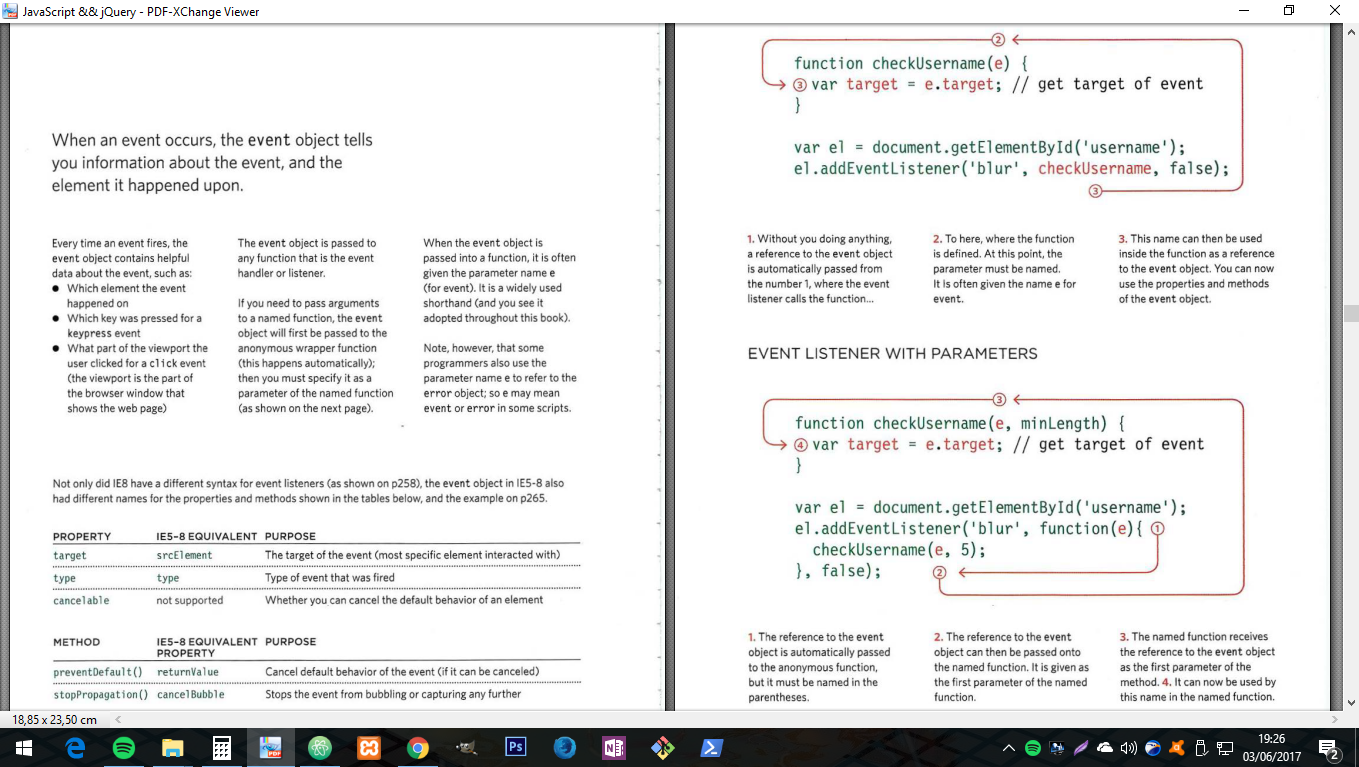 JavaScript && jQuery - PDF-XChange Viewer
When an event occurs, the event object tells
you information about the event, and the
element it happened upon.
Every time an event fires, the
event object contains helpful
data about the event, such as:
● Which element the event
happened on
● Which key was pressed for a
keypress event
● What part of the viewport the
user clicked for a click event
(the viewport is the part of
the browser window that
shows the web page)
The event object is passed to
any function that is the event
handler or listener.
If you need to pass arguments
to a named function, the event
object will first be passed to the
anonymous wrapper function
(this happens automatically);
then you must specify it as a
parameter of the named function
(as shown on the next page).
When the event object is
passed into a function, it is often
given the parameter name e
(for event). It is a widely used
shorthand (and you see it
adopted throughout this book).
Note, however, that some
programmers also use the
parameter name e to refer to the
error object; so e may mean
event or error in some scripts.
Not only did IE8 have a different syntax for event listeners (as shown on p258), the event object in IE5-8 also
had different names for the properties and methods shown in the tables below, and the example on p265.
PROPERTY IE5-8 EQUIVALENT PURPOSE
target srcElement The target of the event (most specific element interacted with)
type type Type of event that was fired
cancelable not supported Whether you can cancel the default behavior of an element
METHOD IE5-8 EQUIVALENT PURPOSE
PROPERTY
preventDefault() returnValue Cancel default behavior of the event (if it can be canceled)
stopPropagation() cancelBubble Stops the event from bubbling or capturing any further
2
function checkUsername(e) {
3 var target = e.target; // get target of event
}
var el = document.getElementById('username');
el.addEventListener('blur', checkUsername, false);
3
1. Without you doing anything,
a reference to the event object
is automatically passed from
the number 1, where the event
listener calls the function...
2. To here, where the function
is defined. At this point, the
parameter must be named.
It is often given the name e for
event.
3. This name can then be used
inside the function as a reference
to the event object. You can now
use the properties and methods
of the event object.
EVENT LISTENER WITH PARAMETERS
3
function checkUsername(e, minLength) {
4 var target = e.target; // get target of event
}
var el = document.getElementById('username');
el.addEventListener('blur', function(e){ 1
checkUsername(e, 5);
}, false); 2
1. The reference to the event
object is automatically passed
to the anonymous function,
but it must be named in the
parentheses.
2. The reference to the event
object can then be passed onto
the named function. It is given as
the first parameter of the named
function.
3. The named function receives
the reference to the event object
as the first parameter of the
method. 4. It can now be used by
this name in the named function.
18,85 x 23,50 cm
PDF
Ps
N
19:26
03/06/2017
2